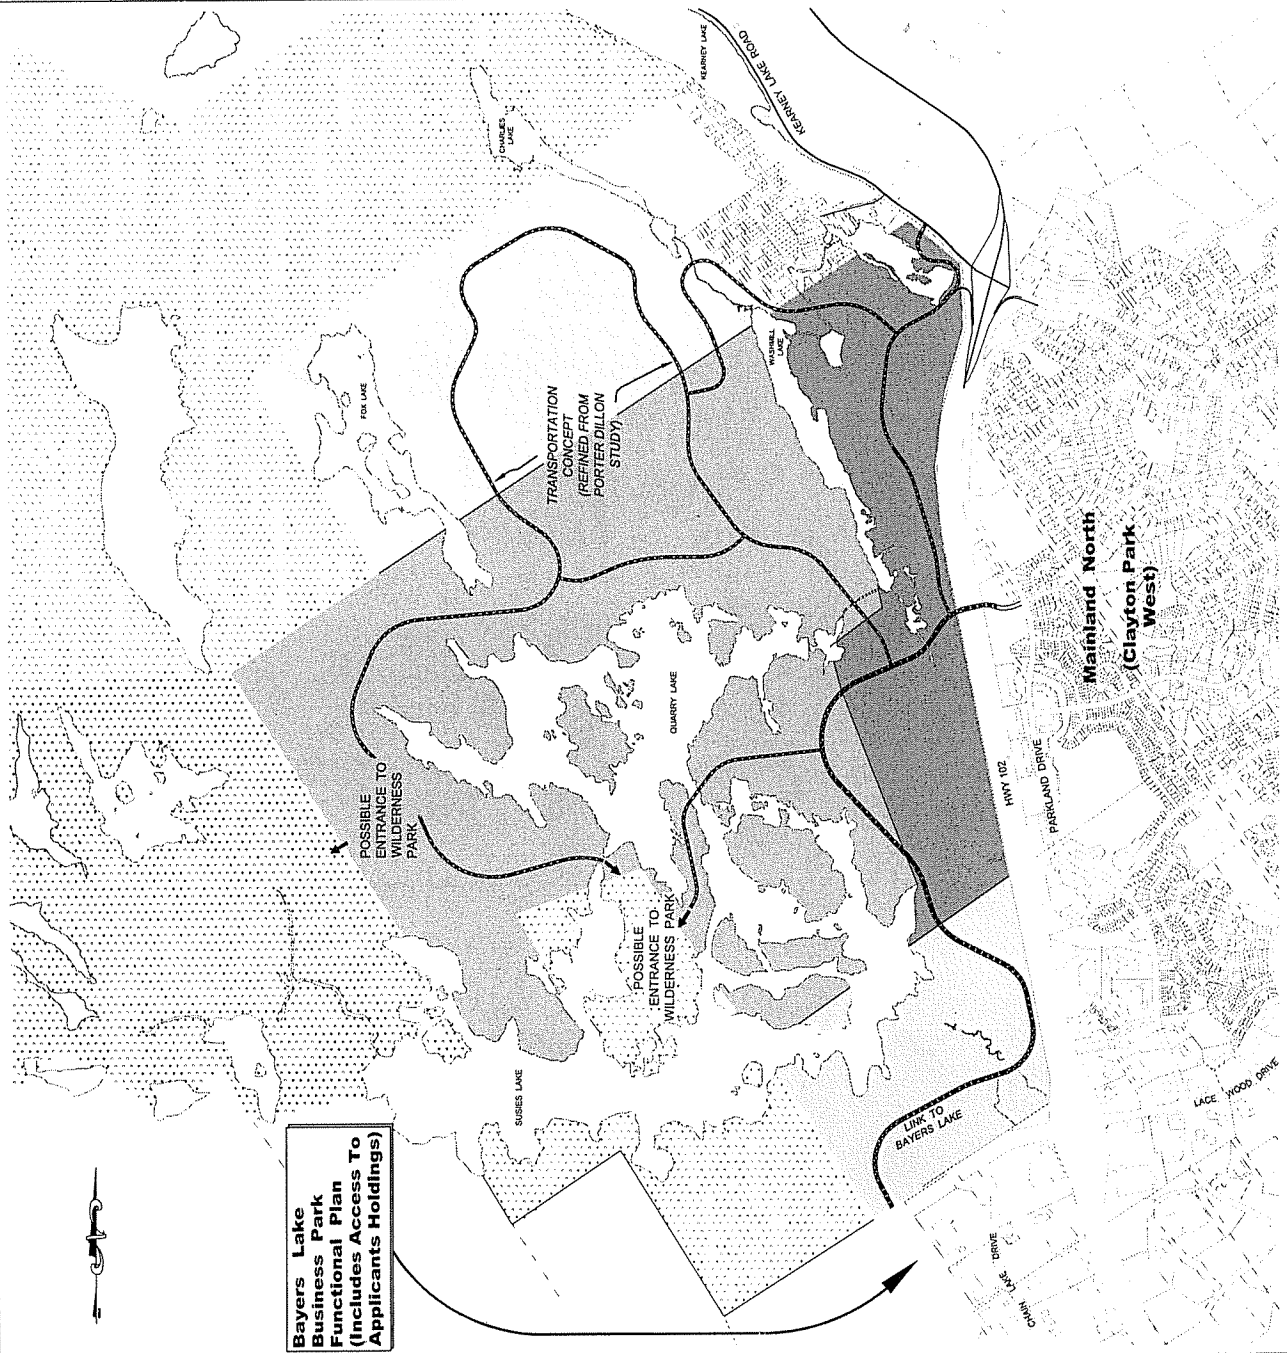 KEARNEY LAKE
KEARNEY LAKE ROAD
CHARLIES
LAKE
FOX LAKE
WASHMILL
LAKE
TRANSPORTATION
CONCEPT
(REFINED FROM
PORTER DILLON
STUDY)
QUARRY LAKE
Mainland North
(Clayton Park
West)
HWY 102
PARKLAND DRIVE
POSSIBLE
ENTRANCE TO
WILDERNESS
PARK
POSSIBLE
ENTRANCE TO
WILDERNESS PARK
SUSIES LAKE
LINK TO
BAYERS LAKE
LACE WOOD DRIVE
CHAIN LAKE DRIVE
Bayers Lake
Business Park
Functional Plan
(Includes Access To
Applicants Holdings)